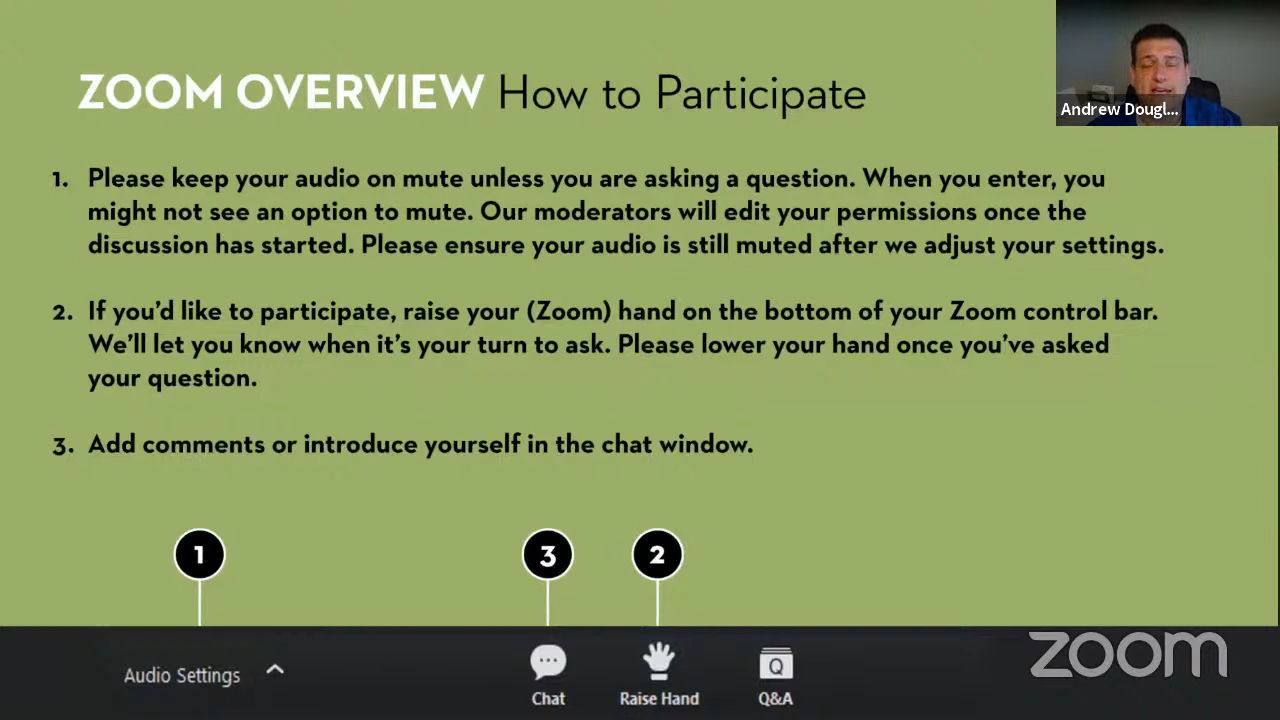 ZOOM OVERVIEW How to Participate
Andrew Dougl...
1. Please keep your audio on mute unless you are asking a question. When you enter, you
might not see an option to mute. Our moderators will edit your permissions once the
discussion has started. Please ensure your audio is still muted after we adjust your settings.
2. If you’d like to participate, raise your (Zoom) hand on the bottom of your Zoom control bar.
We’ll let you know when it’s your turn to ask. Please lower your hand once you’ve asked
your question.
3. Add comments or introduce yourself in the chat window.
1 3 2
Audio Settings
Chat
Raise Hand
Q
Q&A
zoom